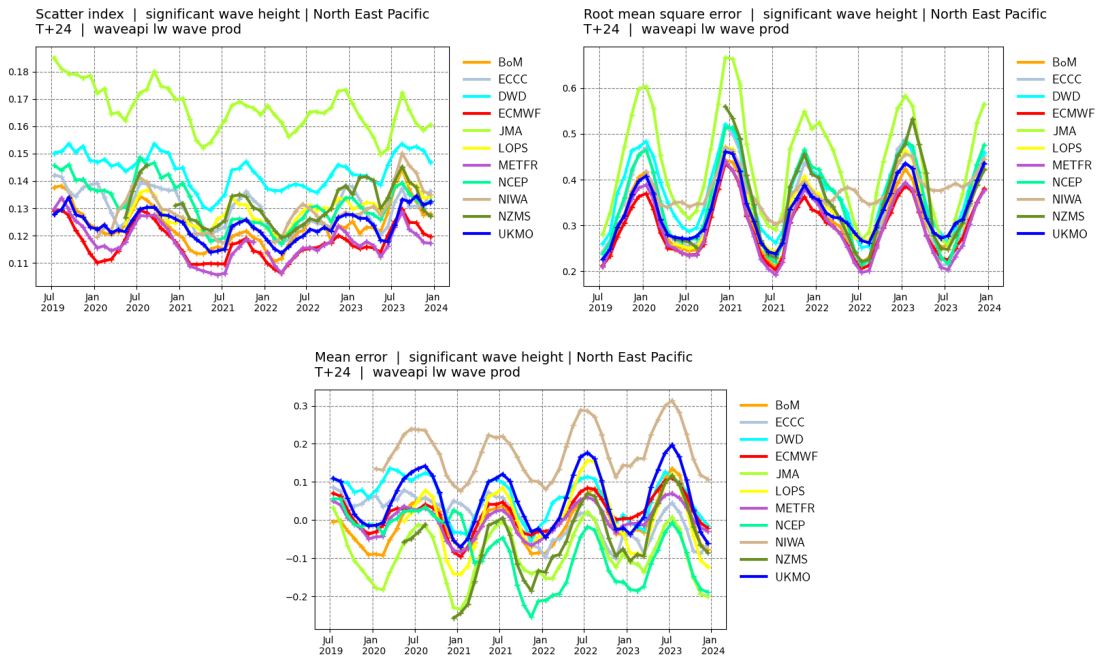 Scatter index | significant wave height | North East Pacific
T+24 | waveapi lw wave prod
0.18
0.17
0.16
0.15
0.14
0.13
0.12
0.11
Jul 2019
Jan 2020
Jul 2020
Jan 2021
Jul 2021
Jan 2022
Jul 2022
Jan 2023
Jul 2023
Jan 2024
BoM
ECCC
DWD
ECMWF
JMA
LOPS
METFR
NCEP
NIWA
NZMS
UKMO
Root mean square error | significant wave height | North East Pacific
T+24 | waveapi lw wave prod
0.6
0.5
0.4
0.3
0.2
Jul 2019
Jan 2020
Jul 2020
Jan 2021
Jul 2021
Jan 2022
Jul 2022
Jan 2023
Jul 2023
Jan 2024
BoM
ECCC
DWD
ECMWF
JMA
LOPS
METFR
NCEP
NIWA
NZMS
UKMO
Mean error | significant wave height | North East Pacific
T+24 | waveapi lw wave prod
0.3
0.2
0.1
0.0
−0.1
−0.2
Jul 2019
Jan 2020
Jul 2020
Jan 2021
Jul 2021
Jan 2022
Jul 2022
Jan 2023
Jul 2023
Jan 2024
BoM
ECCC
DWD
ECMWF
JMA
LOPS
METFR
NCEP
NIWA
NZMS
UKMO